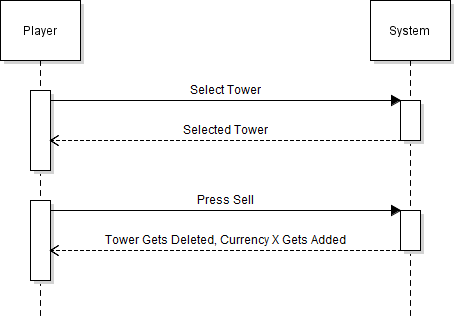 Player
System
Select Tower
Selected Tower
Press Sell
Tower Gets Deleted, Currency X Gets Added